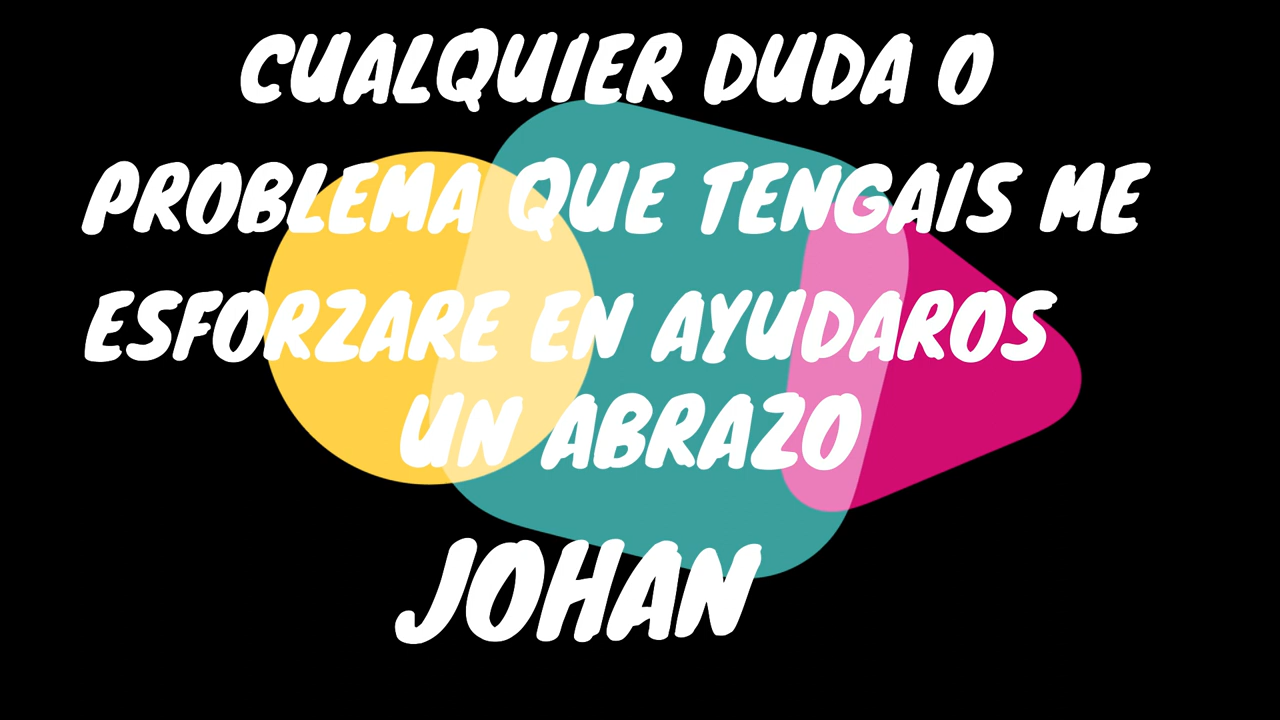 CUALQUIER DUDA O
PROBLEMA QUE TENGAIS ME
ESFORZARE EN AYUDAROS
UN ABRAZO
JOHAN